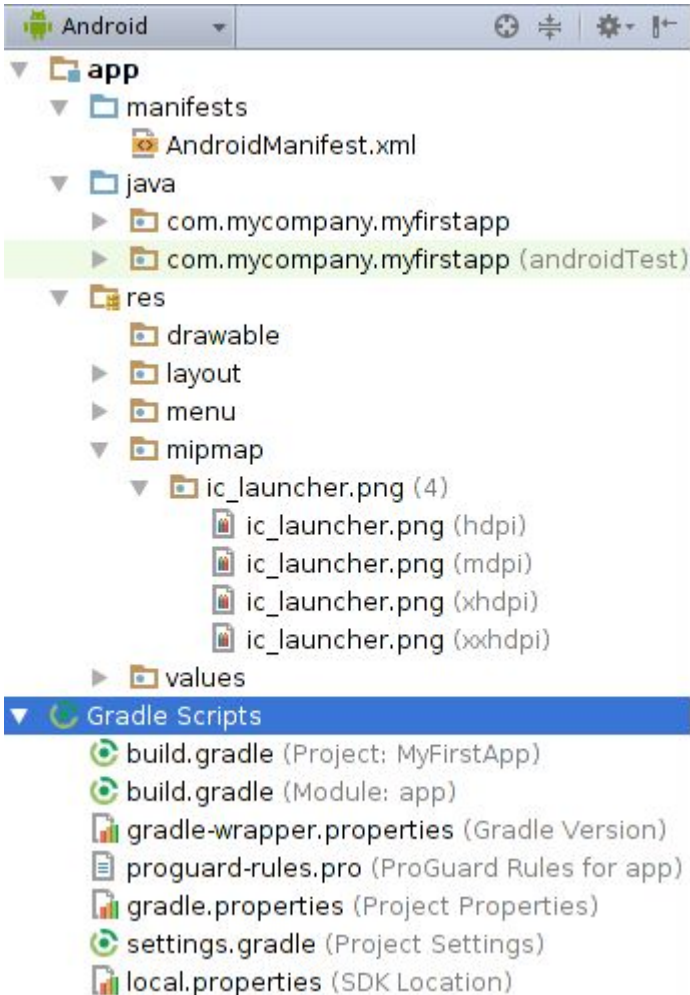 Android
app
manifests
AndroidManifest.xml
java
com.mycompany.myfirstapp
com.mycompany.myfirstapp (androidTest)
res
drawable
layout
menu
mipmap
ic_launcher.png (4)
ic_launcher.png (hdpi)
ic_launcher.png (mdpi)
ic_launcher.png (xhdpi)
ic_launcher.png (xxhdpi)
values
Gradle Scripts
build.gradle (Project: MyFirstApp)
build.gradle (Module: app)
gradle-wrapper.properties (Gradle Version)
proguard-rules.pro (ProGuard Rules for app)
gradle.properties (Project Properties)
settings.gradle (Project Settings)
local.properties (SDK Location)